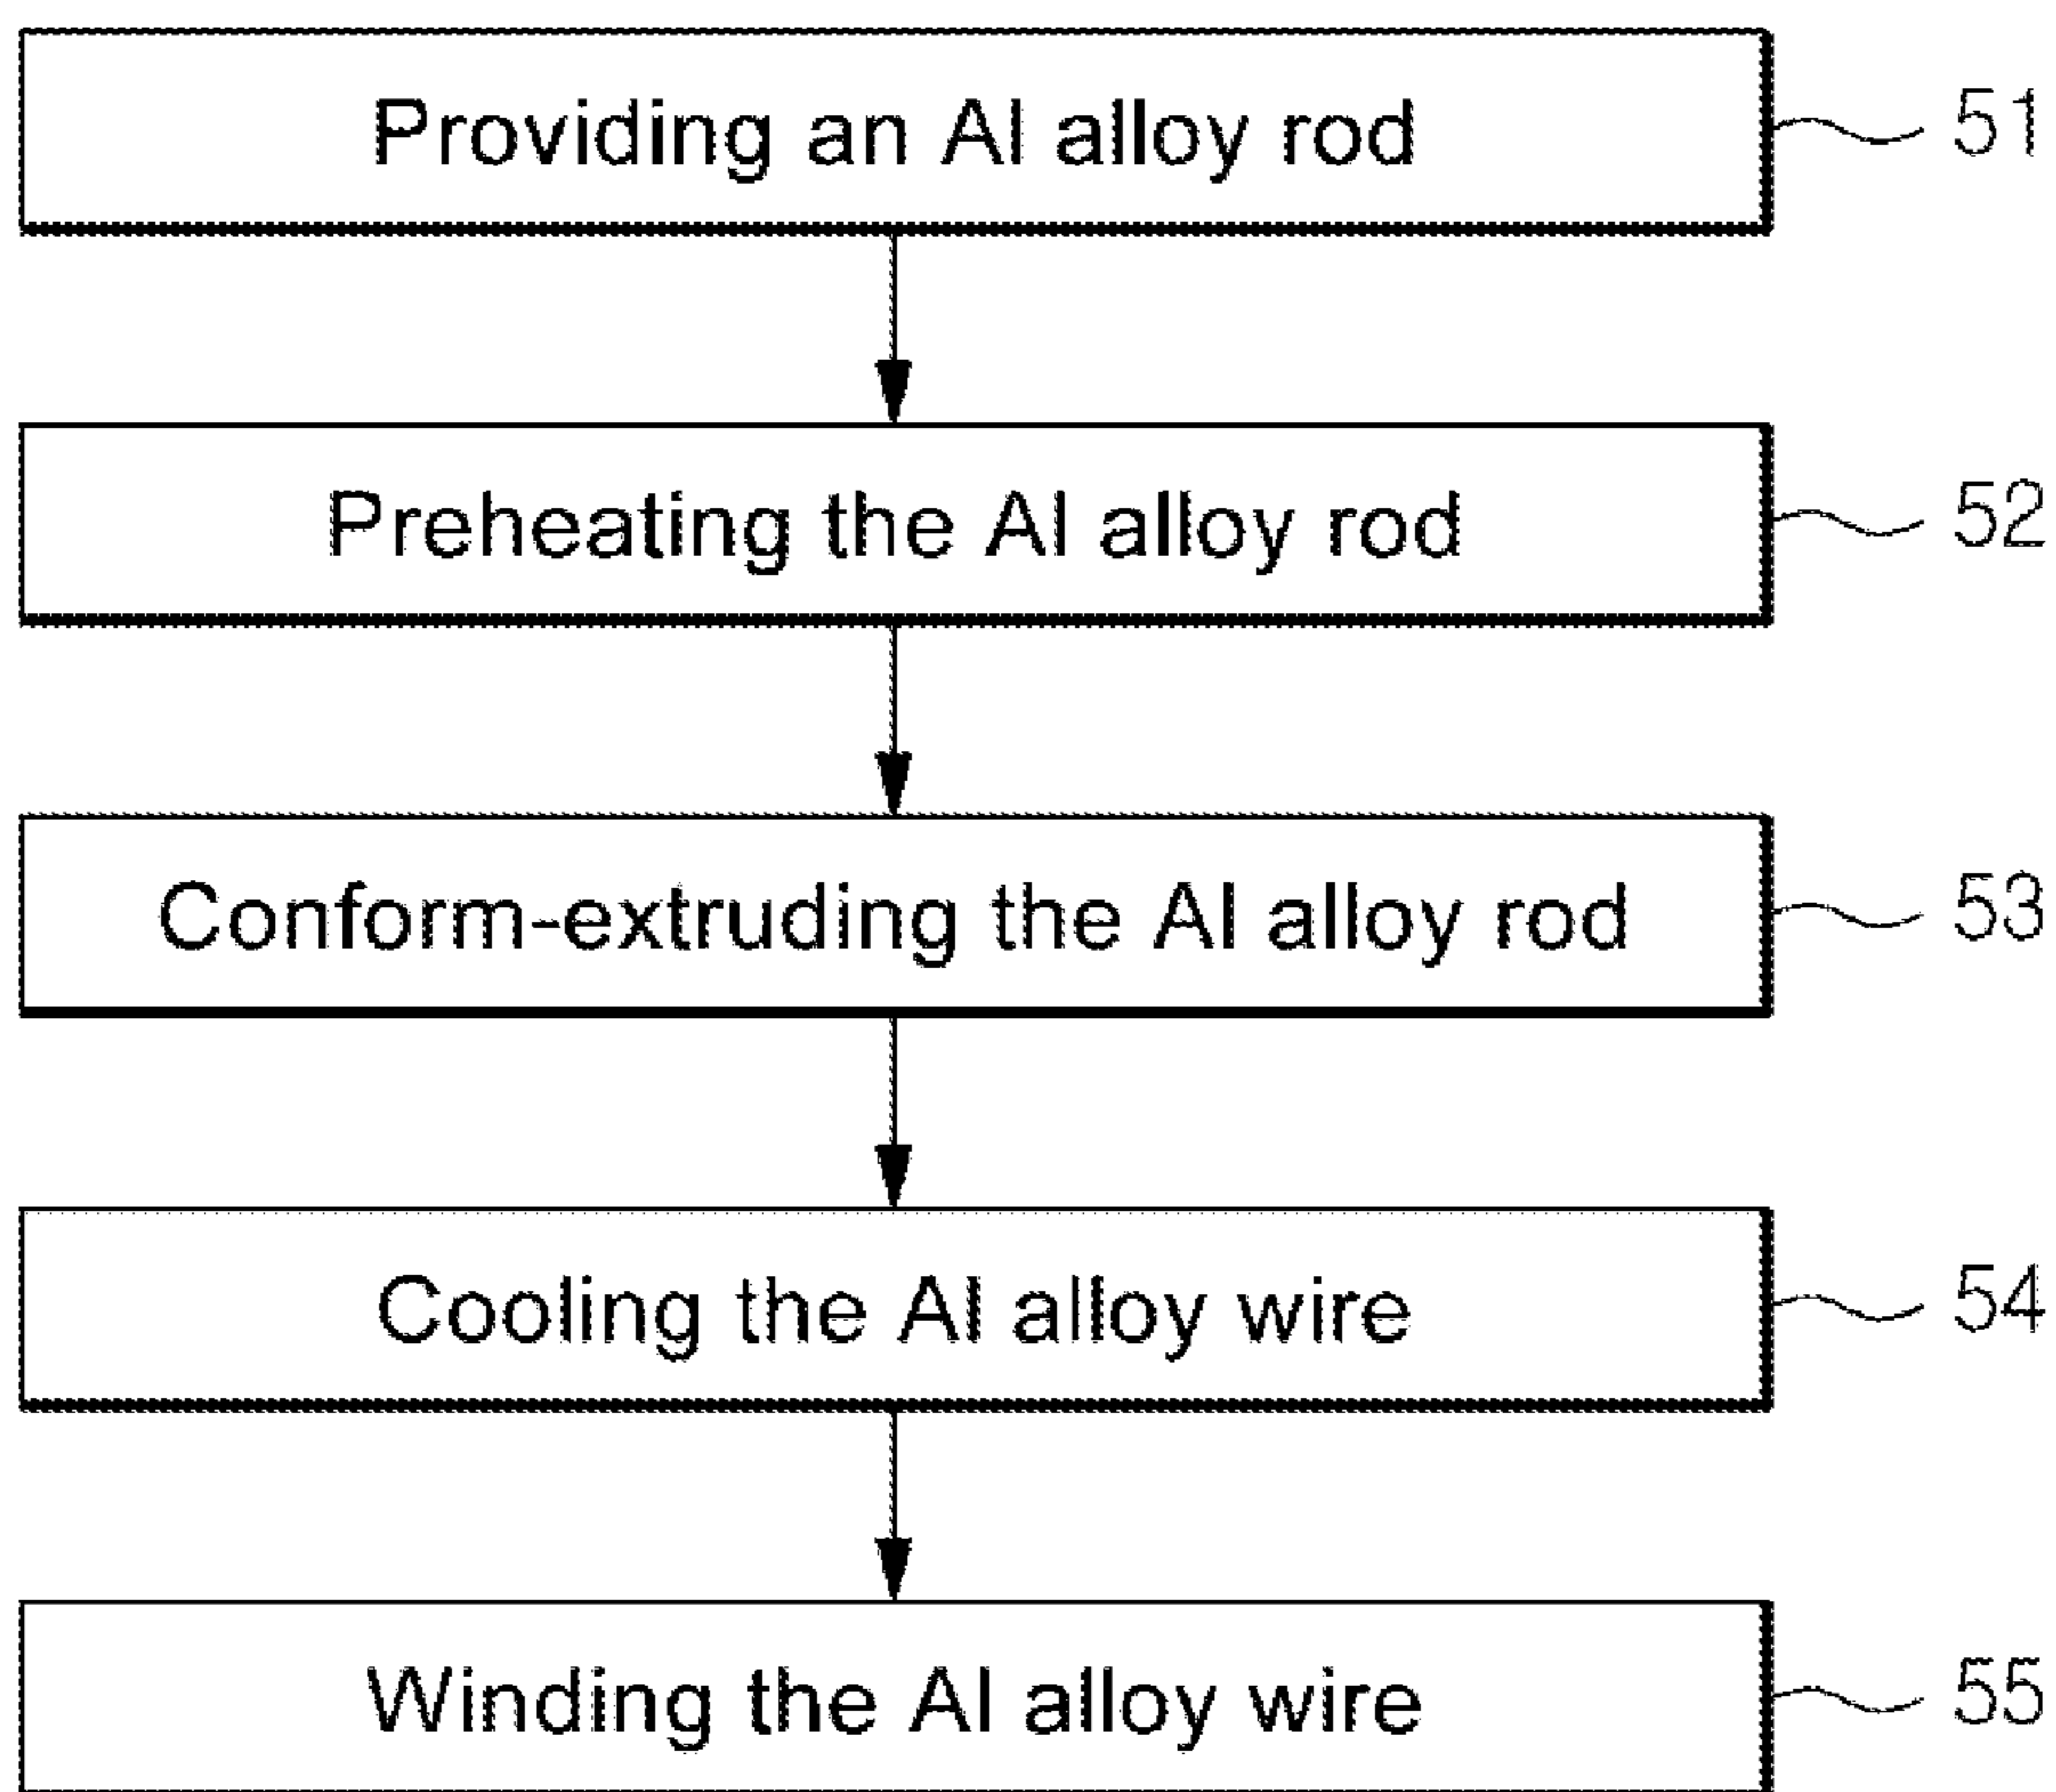 Providing an Al alloy rod 51
Preheating the Al alloy rod 52
Conform-extruding the Al alloy rod 53
Cooling the Al alloy wire 54
Winding the Al alloy wire 55